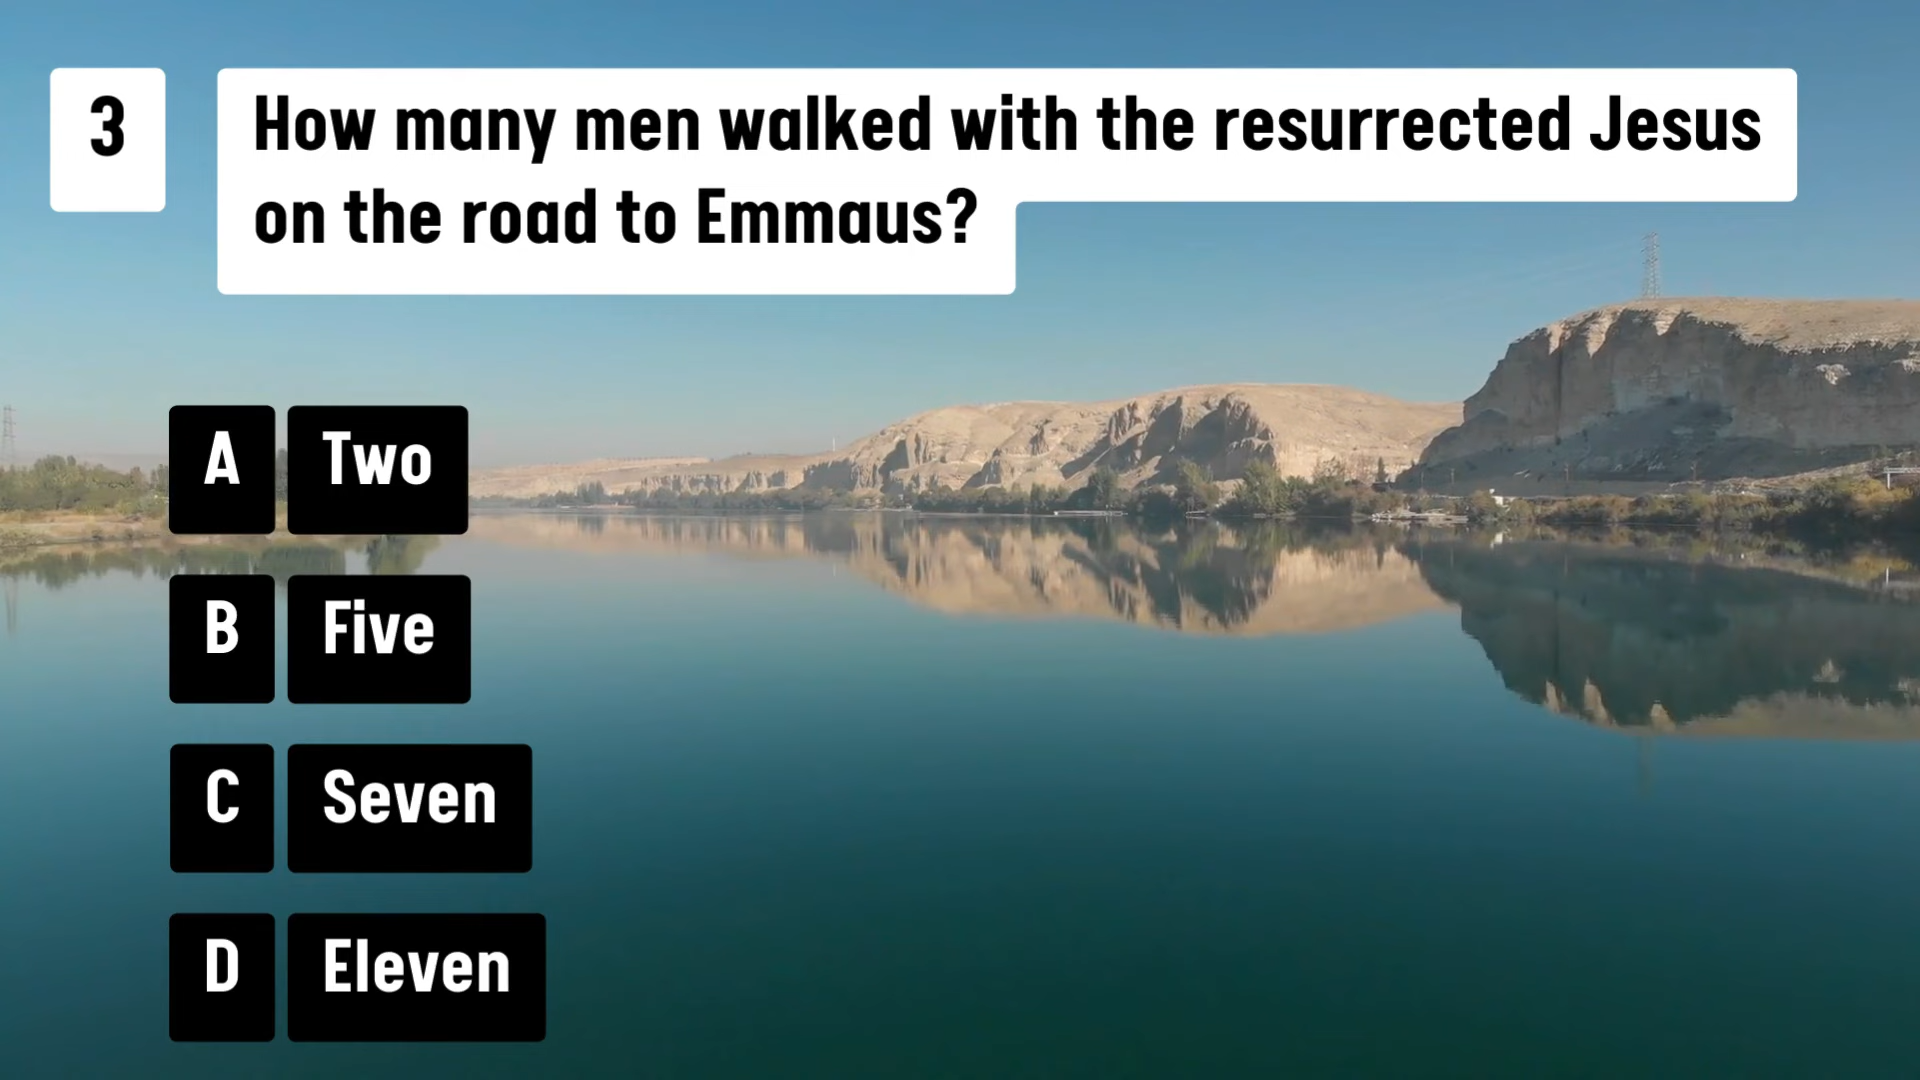 3
How many men walked with the resurrected Jesus
on the road to Emmaus?
A Two
B Five
C Seven
D Eleven